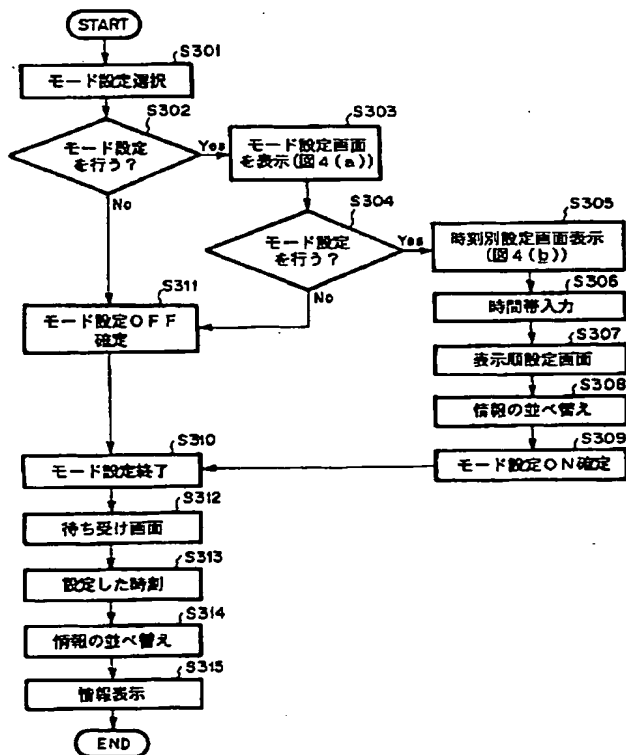 START
S301
モード設定選択
S302
モード設定
を行う?
Yes
No
S303
モード設定画面
を表示(図4(a))
S304
モード設定
を行う?
Yes
No
S305
時刻別設定画面表示
(図4(b))
S306
時間帯入力
S307
表示順設定画面
S308
情報の並べ替え
S309
モード設定ON確定
S311
モード設定OFF
確定
S310
モード設定終了
S312
待ち受け画面
S313
設定した時刻
S314
情報の並べ替え
S315
情報表示
END